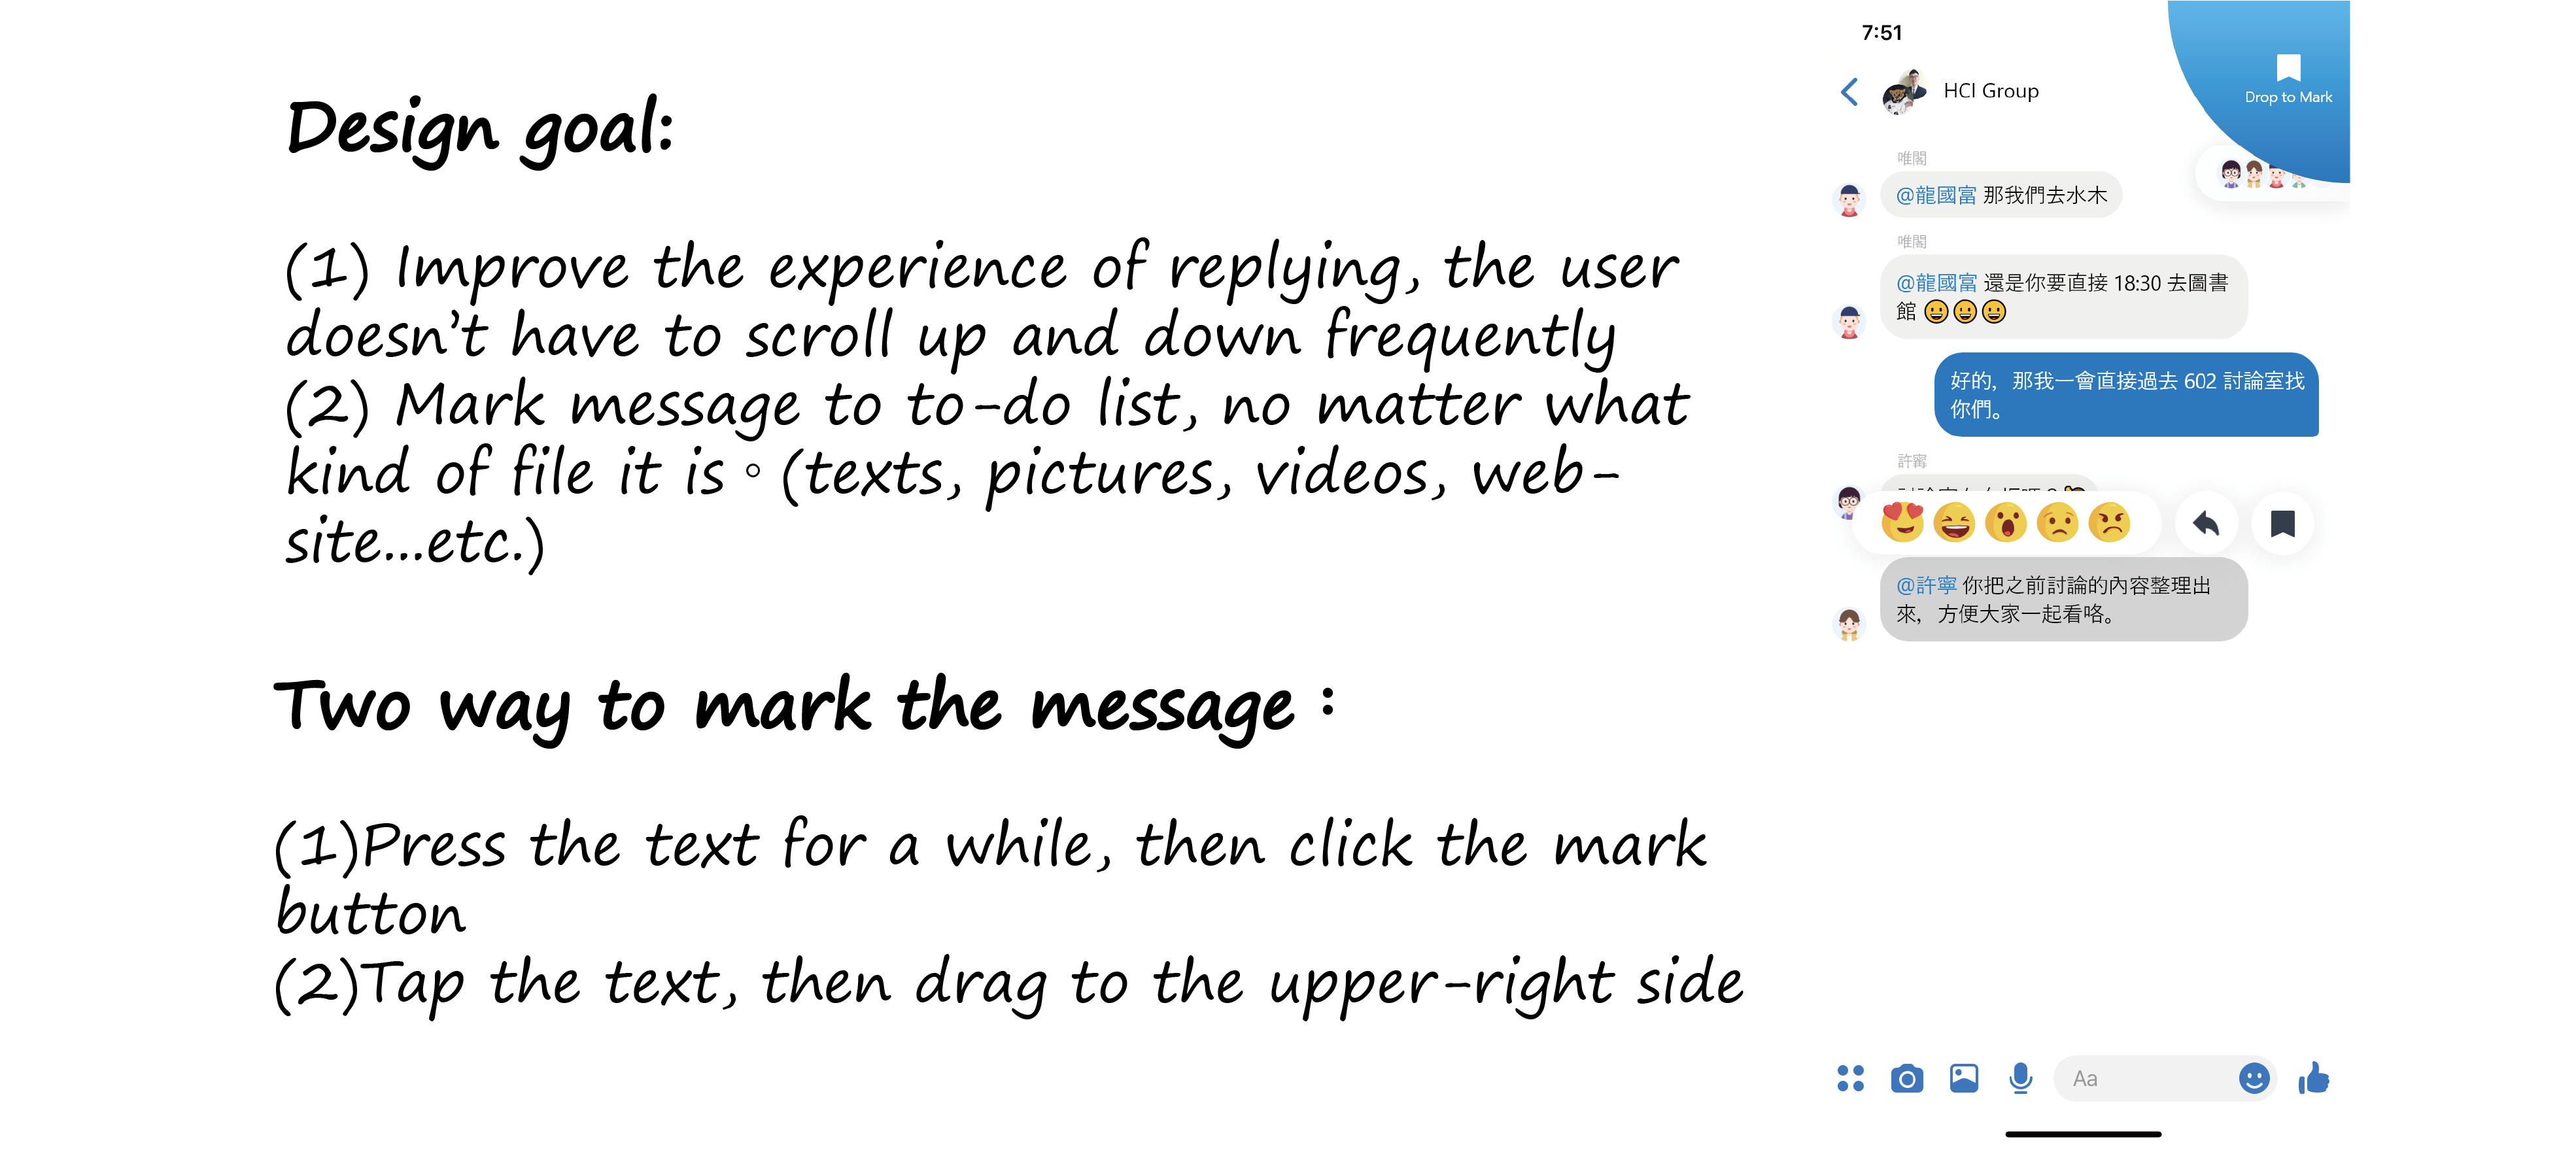 Design goal:
(1) Improve the experience of replying, the user
doesn't have to scroll up and down frequently
(2) Mark message to to-do list, no matter what
kind of file it is。(texts, pictures, videos, web-
site...etc.)
Two way to mark the message：
(1)Press the text for a while, then click the mark
button
(2)Tap the text, then drag to the upper-right side
7:51
HCI Group
Drop to Mark
唯閣
@龍國富 那我們去水木
唯閣
@龍國富 還是你要直接 18:30 去圖書
館
好的，那我一會直接過去 602 討論室找
你們。
許寗
@許寧 你把之前討論的內容整理出
來，方便大家一起看咯。
Aa